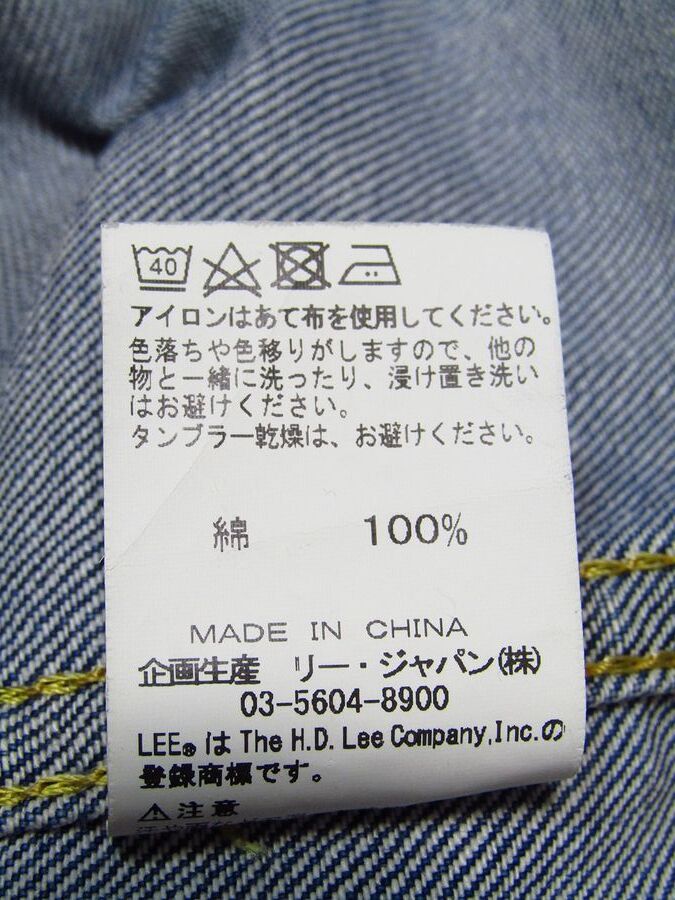 40
アイロンはあて布を使用してください。
色落ちや色移りがしますので、他の
物と一緒に洗ったり、浸け置き洗い
はお避けください。
タンブラー乾燥は、お避けください。
綿 100%
MADE IN CHINA
企画生産 リー・ジャパン(株)
03-5604-8900
LEE® は The H.D. Lee Company,Inc.の
登録商標です。
⚠注意